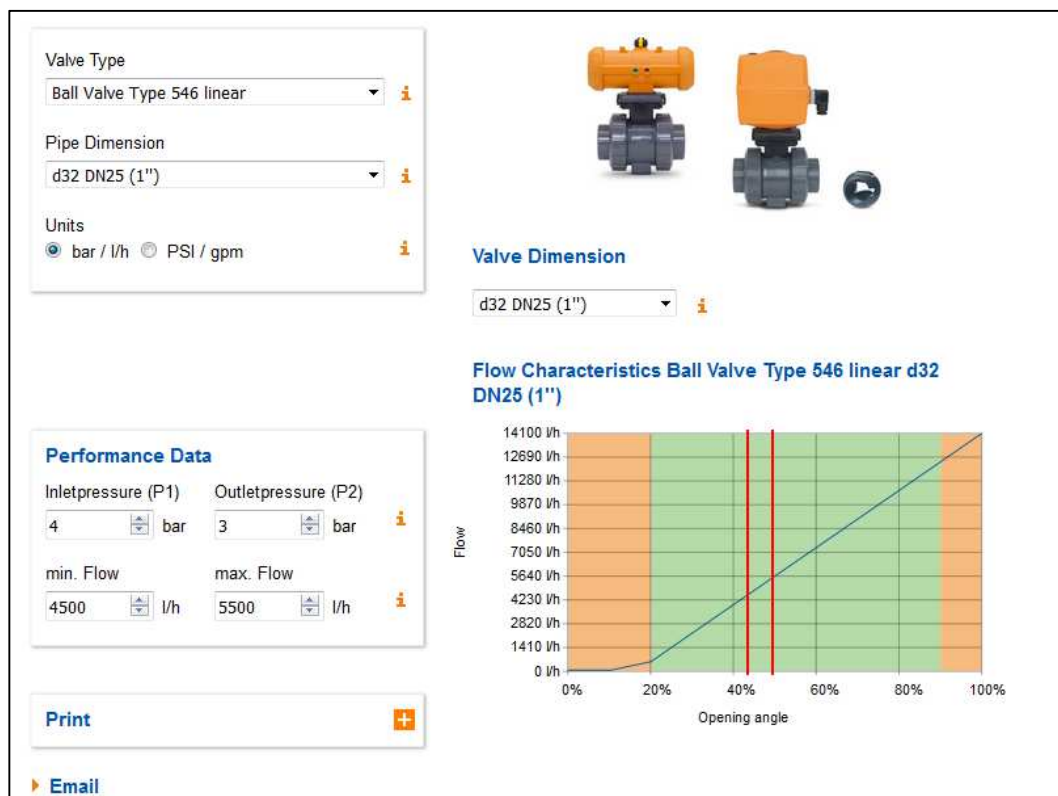 Valve Type
Ball Valve Type 546 linear
Pipe Dimension
d32 DN25 (1")
Units
bar / l/h PSI / gpm
Valve Dimension
d32 DN25 (1")
Flow Characteristics Ball Valve Type 546 linear d32
DN25 (1")
Performance Data
Inletpressure (P1) Outletpressure (P2)
4 bar 3 bar
min. Flow max. Flow
4500 l/h 5500 l/h
Print
Email
Flow
14100 l/h
12690 l/h
11280 l/h
9870 l/h
8460 l/h
7050 l/h
5640 l/h
4230 l/h
2820 l/h
1410 l/h
0 l/h
0% 20% 40% 60% 80% 100%
Opening angle